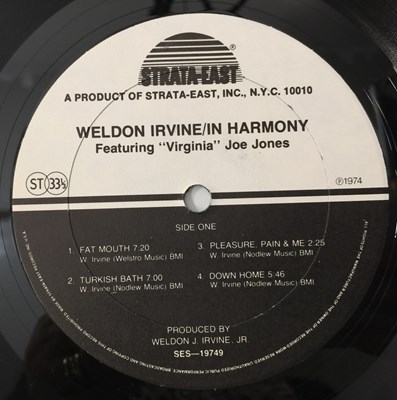 STRATA-EAST®
A PRODUCT OF STRATA-EAST, INC., N.Y.C. 10010
WELDON IRVINE/IN HARMONY
Featuring "Virginia" Joe Jones
ST 33⅓
℗1974
SIDE ONE
1. FAT MOUTH 7:20
W. Irvine (Welstro Music) BMI
2. TURKISH BATH 7:00
W. Irvine (Nodlew Music) BMI
3. PLEASURE, PAIN & ME 2:25
W. Irvine (Nodlew Music) BMI
4. DOWN HOME 5:46
W. Irvine (Nodlew Music) BMI
PRODUCED BY
WELDON J. IRVINE, JR.
SES—19749